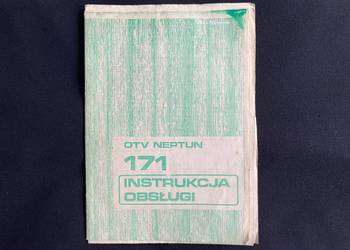 OTV NEPTUN
171
INSTRUKCJA
OBSŁUGI